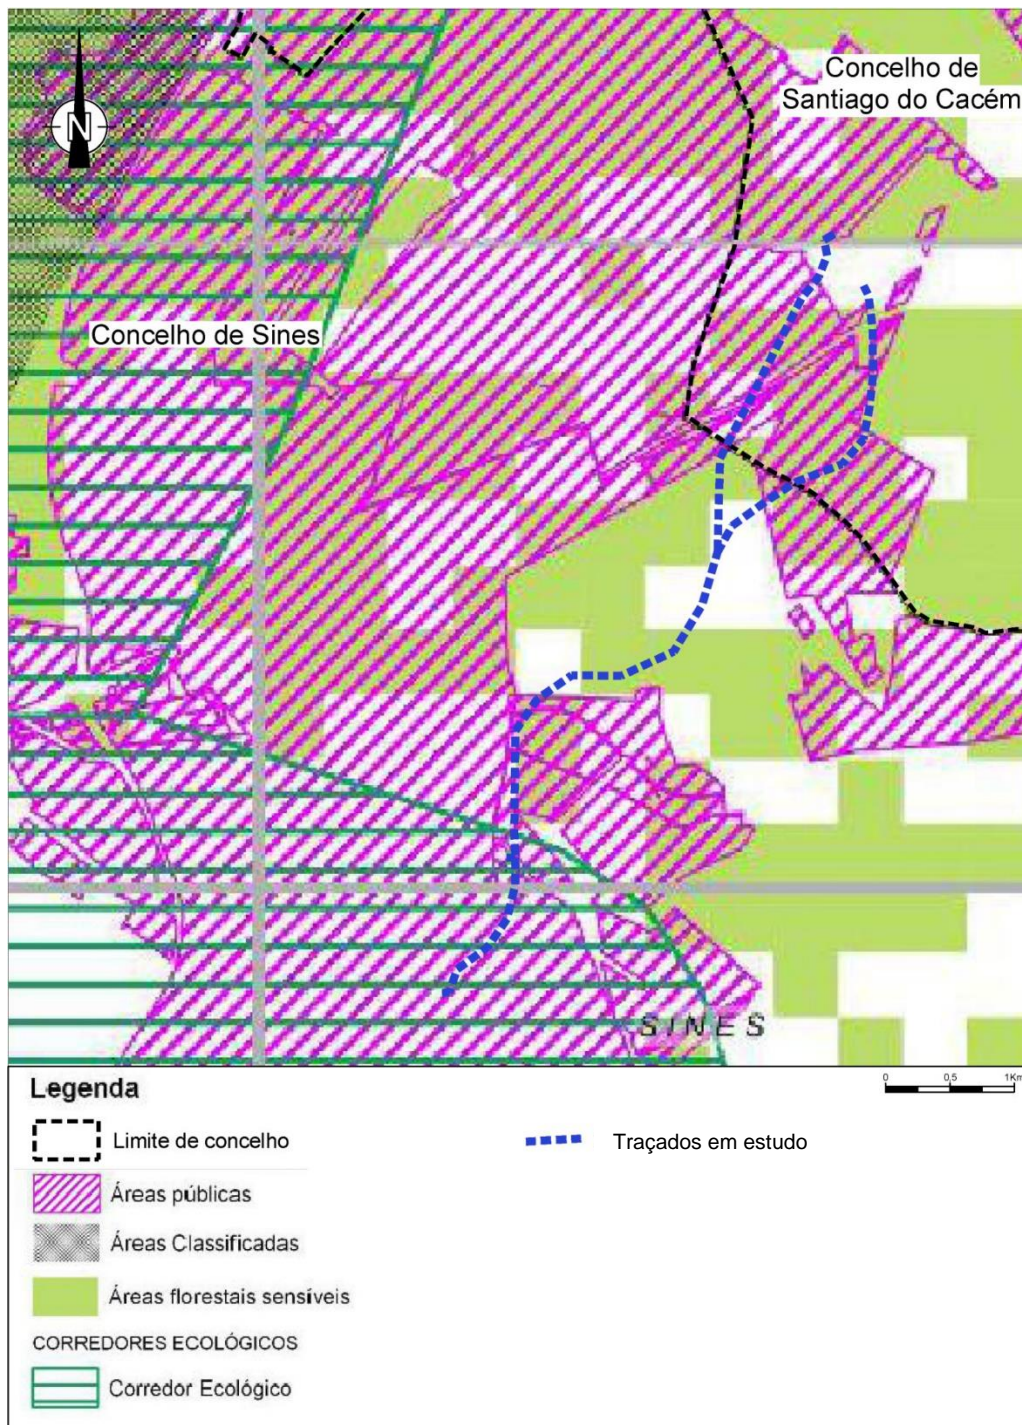 Concelho de
Santiago do Cacém
N
Concelho de Sines
SINES
Legenda
0 0,5 1Km
Limite de concelho
Traçados em estudo
Áreas públicas
Áreas Classificadas
Áreas florestais sensíveis
CORREDORES ECOLÓGICOS
Corredor Ecológico